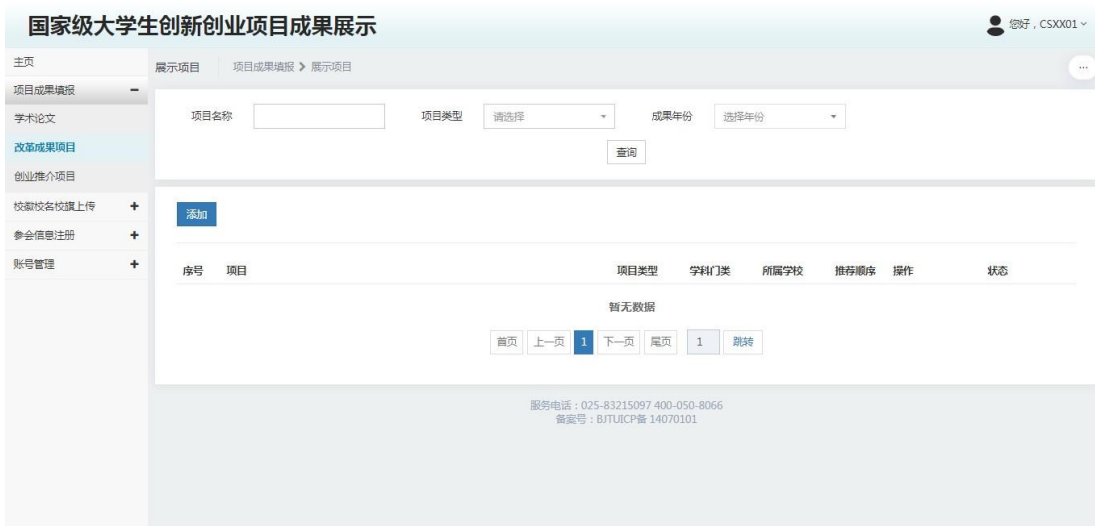 国家级大学生创新创业项目成果展示
您好，CSXX01
主页
项目成果填报
学术论文
改革成果项目
创业推介项目
校徽校名校旗上传
参会信息注册
账号管理
展示项目 项目成果填报 展示项目
...
项目名称 项目类型 请选择 成果年份 选择年份
查询
添加
序号 项目 项目类型 学科门类 所属学校 推荐顺序 操作 状态
暂无数据
首页 上一页 1 下一页 尾页 1 跳转
服务电话：025-83215097 400-050-8066
备案号：BJTUICP备 14070101